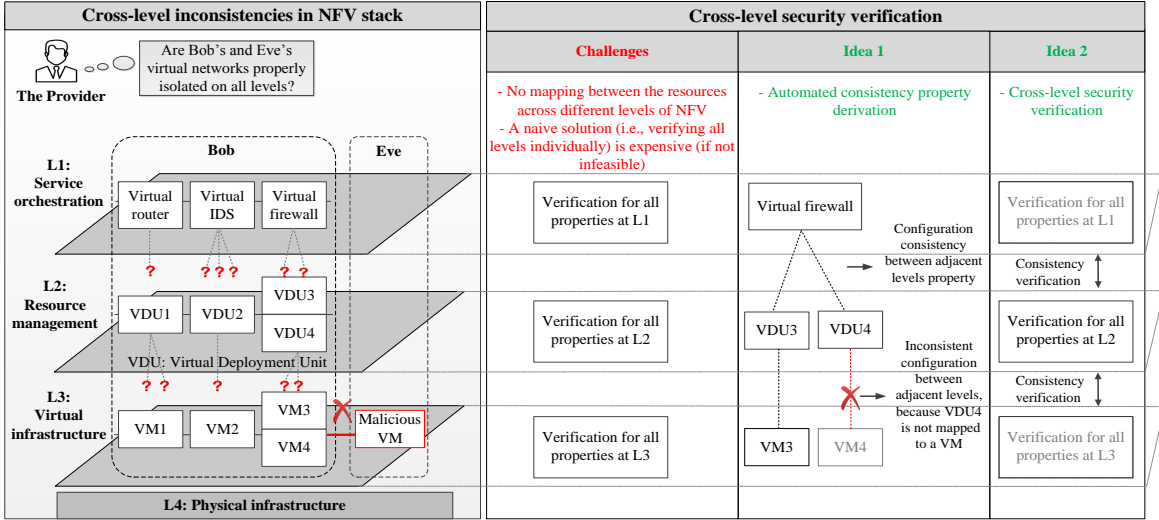 Cross-level inconsistencies in NFV stack
Are Bob's and Eve's
virtual networks properly
isolated on all levels?
The Provider
Bob
Eve
L1:
Service
orchestration
Virtual
router
Virtual
IDS
Virtual
firewall
? ? ? ? ? ?
L2:
Resource
management
VDU1
VDU2
VDU3
VDU4
VDU: Virtual Deployment Unit
? ? ? ? ?
L3:
Virtual
infrastructure
VM1
VM2
VM3
VM4
Malicious
VM
L4: Physical infrastructure
Cross-level security verification
Challenges
- No mapping between the resources
across different levels of NFV
- A naive solution (i.e., verifying all
levels individually) is expensive (if not
infeasible)
Verification for all
properties at L1
Verification for all
properties at L2
Verification for all
properties at L3
Idea 1
- Automated consistency property
derivation
Virtual firewall
Configuration
consistency
between adjacent
levels property
VDU3
VDU4
Inconsistent
configuration
between
adjacent levels,
because VDU4
is not mapped
to a VM
VM3
VM4
Idea 2
- Cross-level security
verification
Verification for all
properties at L1
Consistency
verification
Verification for all
properties at L2
Consistency
verification
Verification for all
properties at L3